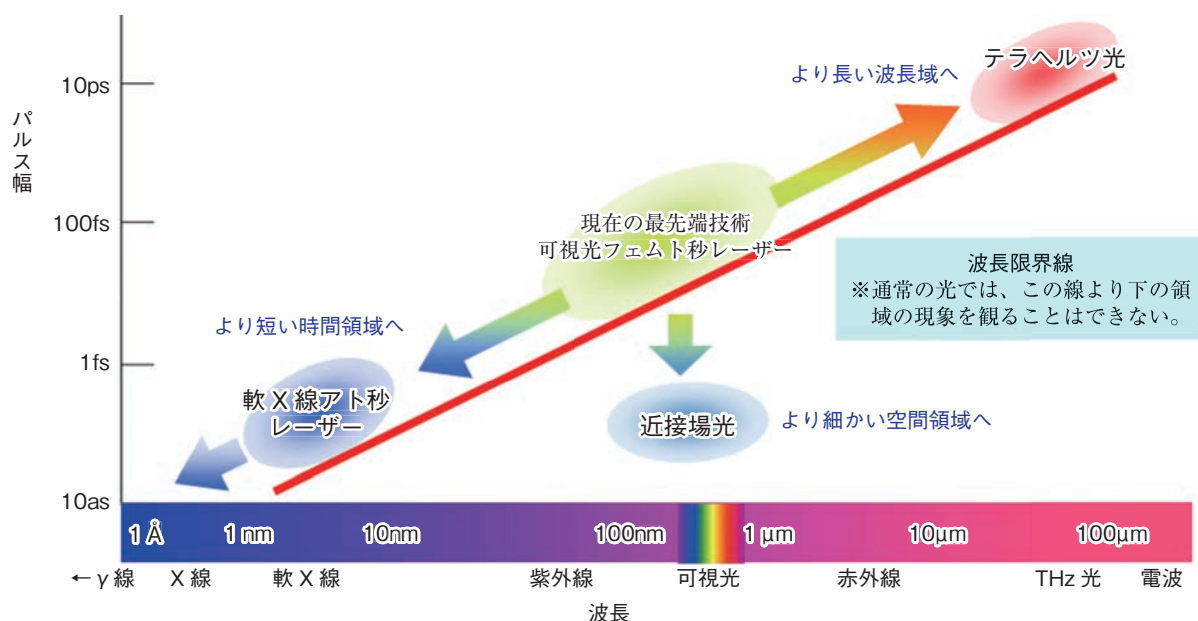 テラヘルツ光
より長い波長域へ
10ps
パルス幅
現在の最先端技術
可視光フェムト秒レーザー
100fs
波長限界線
※通常の光では、この線より下の領
域の現象を観ることはできない。
より短い時間領域へ
1fs
軟X線アト秒
レーザー
近接場光
より細かい空間領域へ
10as
1 Å
1 nm
10nm
100nm
1 μm
10μm
100μm
←γ線
X線
軟X線
紫外線
可視光
赤外線
THz光
電波
波長